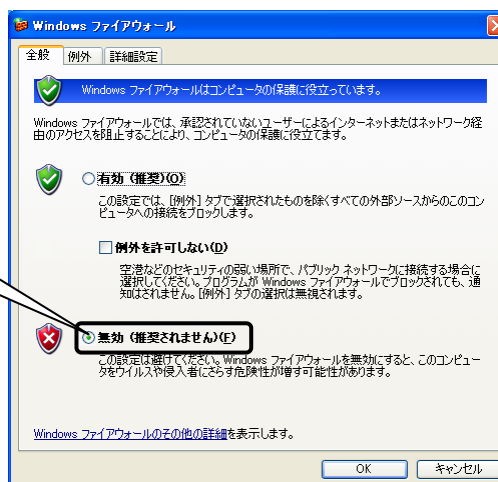 Windows ファイアウォール
全般 例外 詳細設定
Windows ファイアウォールはコンピュータの保護に役立っています。
Windows ファイアウォールでは、承認されていないユーザーによるインターネットまたはネットワーク経
由のアクセスを阻止することにより、コンピュータの保護に役立てます。
有効 (推奨)(O)
この設定では、[例外] タブで選択されたものを除くすべての外部ソースからのこのコン
ピュータへの接続をブロックします。
例外を許可しない(D)
空港などのセキュリティの弱い場所で、パブリック ネットワークに接続する場合に
選択してください。プログラムが Windows ファイアウォールでブロックされても、通
知はされません。[例外] タブの選択は無視されます。
無効 (推奨されません)(F)
この設定は避けてください。Windows ファイアウォールを無効にすると、このコンピュー
タをウイルスや侵入者にさらす危険性が増す可能性があります。
Windows ファイアウォールのその他の詳細を表示します。
OK キャンセル